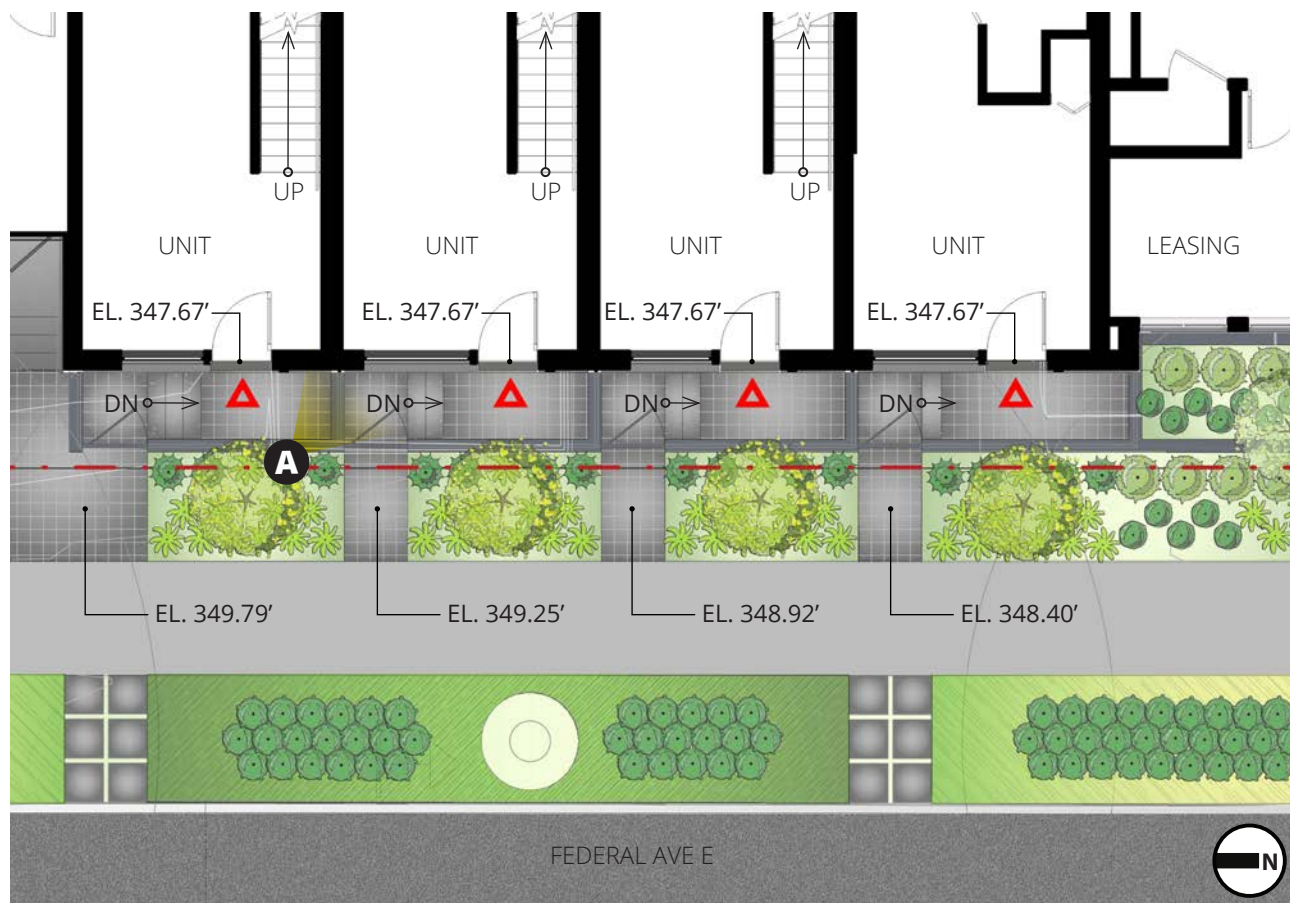 UP
UP
UP
UNIT
UNIT
UNIT
UNIT
LEASING
EL. 347.67’
EL. 347.67’
EL. 347.67’
EL. 347.67’
DN
DN
DN
DN
A
EL. 349.79’
EL. 349.25’
EL. 348.92’
EL. 348.40’
FEDERAL AVE E
N